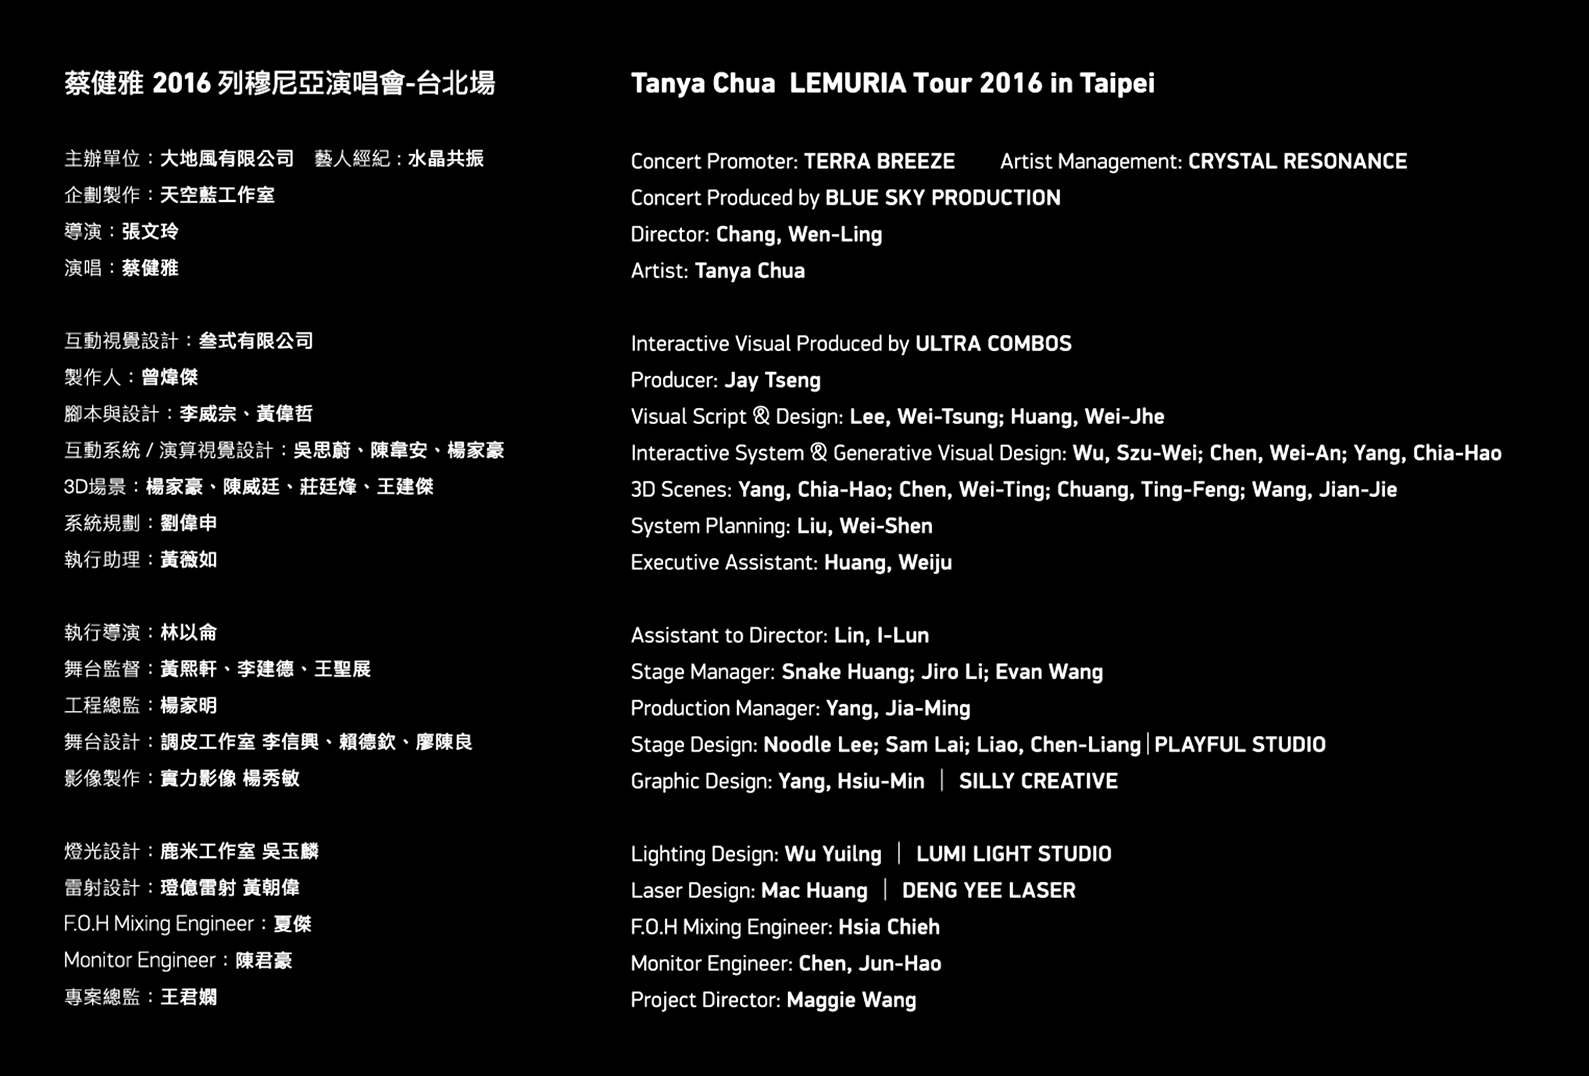 蔡健雅 2016 列穆尼亞演唱會-台北場
主辦單位：大地風有限公司 藝人經紀：水晶共振
企劃製作：天空藍工作室
導演：張文玲
演唱：蔡健雅
互動視覺設計：叁式有限公司
製作人：曾煒傑
腳本與設計：李威宗、黃偉哲
互動系統 / 演算視覺設計：吳思蔚、陳韋安、楊家豪
3D場景：楊家豪、陳威廷、莊廷烽、王建傑
系統規劃：劉偉申
執行助理：黃薇如
執行導演：林以侖
舞台監督：黃熙軒、李建德、王聖展
工程總監：楊家明
舞台設計：調皮工作室 李信興、賴德欽、廖陳良
影像製作：實力影像 楊秀敏
燈光設計：鹿米工作室 吳玉麟
雷射設計：璒億雷射 黃朝偉
F.O.H Mixing Engineer：夏傑
Monitor Engineer：陳君豪
專案總監：王君嫻
Tanya Chua LEMURIA Tour 2016 in Taipei
Concert Promoter: TERRA BREEZE Artist Management: CRYSTAL RESONANCE
Concert Produced by BLUE SKY PRODUCTION
Director: Chang, Wen-Ling
Artist: Tanya Chua
Interactive Visual Produced by ULTRA COMBOS
Producer: Jay Tseng
Visual Script & Design: Lee, Wei-Tsung; Huang, Wei-Jhe
Interactive System & Generative Visual Design: Wu, Szu-Wei; Chen, Wei-An; Yang, Chia-Hao
3D Scenes: Yang, Chia-Hao; Chen, Wei-Ting; Chuang, Ting-Feng; Wang, Jian-Jie
System Planning: Liu, Wei-Shen
Executive Assistant: Huang, Weiju
Assistant to Director: Lin, I-Lun
Stage Manager: Snake Huang; Jiro Li; Evan Wang
Production Manager: Yang, Jia-Ming
Stage Design: Noodle Lee; Sam Lai; Liao, Chen-Liang | PLAYFUL STUDIO
Graphic Design: Yang, Hsiu-Min | SILLY CREATIVE
Lighting Design: Wu Yuilng | LUMI LIGHT STUDIO
Laser Design: Mac Huang | DENG YEE LASER
F.O.H Mixing Engineer: Hsia Chieh
Monitor Engineer: Chen, Jun-Hao
Project Director: Maggie Wang